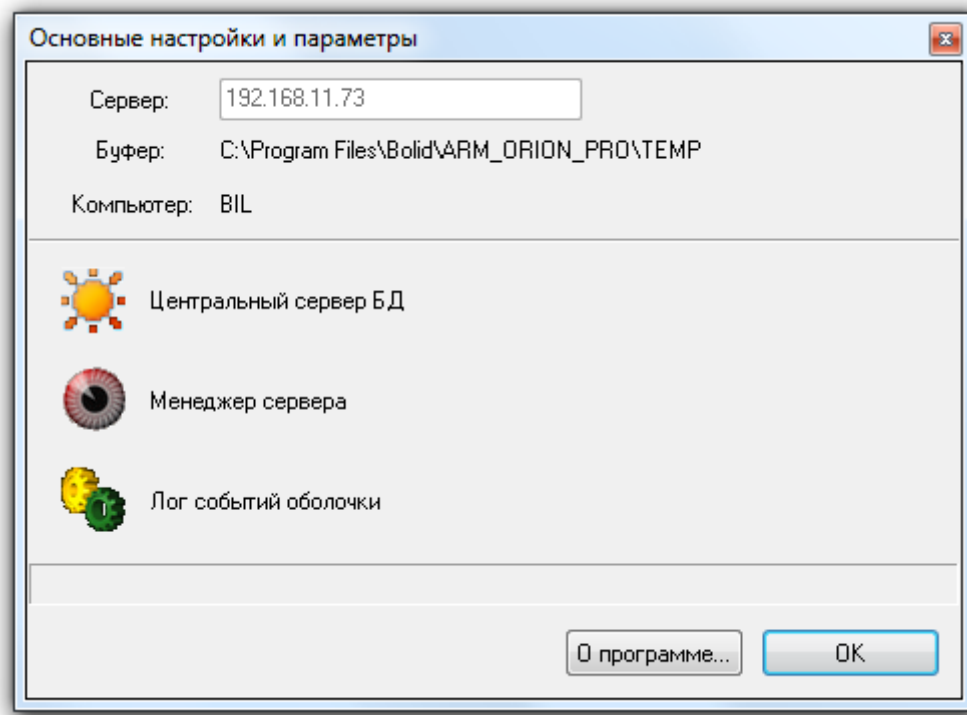 Основные настройки и параметры
Сервер: 192.168.11.73
Буфер: C:\Program Files\Bolid\ARM_ORION_PRO\TEMP
Компьютер: BIL
Центральный сервер БД
Менеджер сервера
Лог событий оболочки
О программе... OK